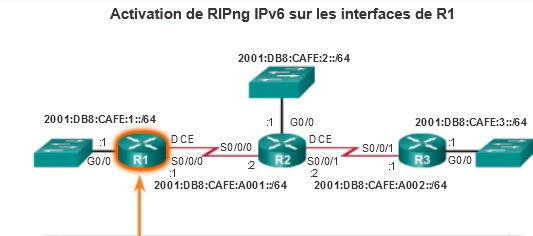 Activation de RIPng IPv6 sur les interfaces de R1
2001:DB8:CAFE:2::/64
:1 G0/0
2001:DB8:CAFE:1::/64
2001:DB8:CAFE:3::/64
:1 DCE S0/0/0 DCE S0/0/1 :1
R1 R2 R3
G0/0 S0/0/0 :2 S0/0/1 G0/0
:1 :2 :1
2001:DB8:CAFE:A001::/64 2001:DB8:CAFE:A002::/64